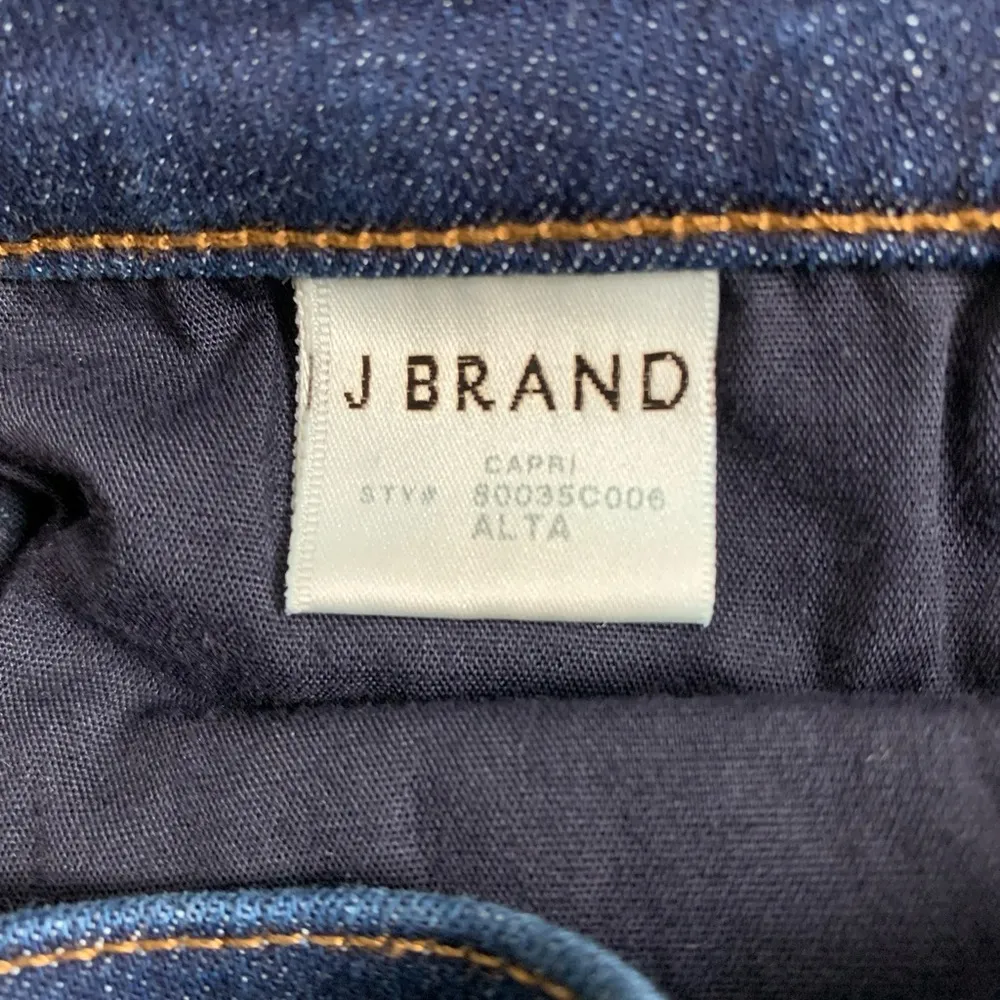 J BRAND
CAPRI
STY# 80035C006
ALTA